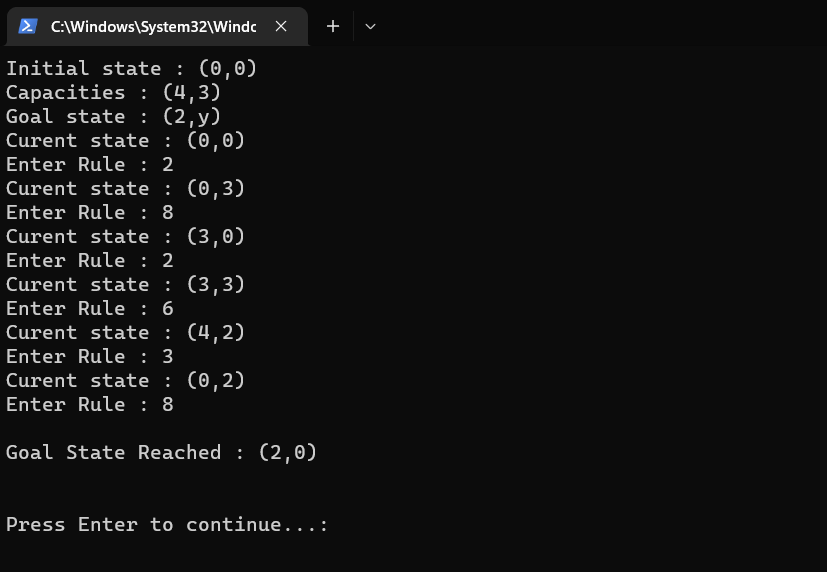 C:\Windows\System32\Windc
Initial state : (0,0)
Capacities : (4,3)
Goal state : (2,y)
Curent state : (0,0)
Enter Rule : 2
Curent state : (0,3)
Enter Rule : 8
Curent state : (3,0)
Enter Rule : 2
Curent state : (3,3)
Enter Rule : 6
Curent state : (4,2)
Enter Rule : 3
Curent state : (0,2)
Enter Rule : 8
Goal State Reached : (2,0)
Press Enter to continue...: